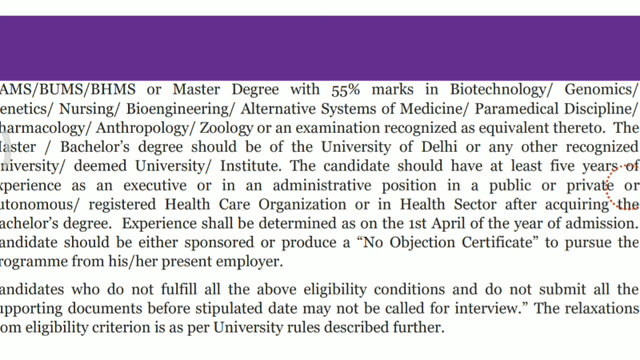 AMS/BUMS/BHMS or Master Degree with 55% marks in Biotechnology/ Genomics/
enetics/ Nursing/ Bioengineering/ Alternative Systems of Medicine/ Paramedical Discipline/
harmacology/ Anthropology/ Zoology or an examination recognized as equivalent thereto. The
aster / Bachelor's degree should be of the University of Delhi or any other recognized
niversity/ deemed University/ Institute. The candidate should have at least five years of
xperience as an executive or in an administrative position in a public or private or
utonomous/ registered Health Care Organization or in Health Sector after acquiring the
achelor's degree. Experience shall be determined as on the 1st April of the year of admission.
andidate should be either sponsored or produce a “No Objection Certificate” to pursue the
rogramme from his/her present employer.
andidates who do not fulfill all the above eligibility conditions and do not submit all the
upporting documents before stipulated date may not be called for interview.” The relaxations
om eligibility criterion is as per University rules described further.